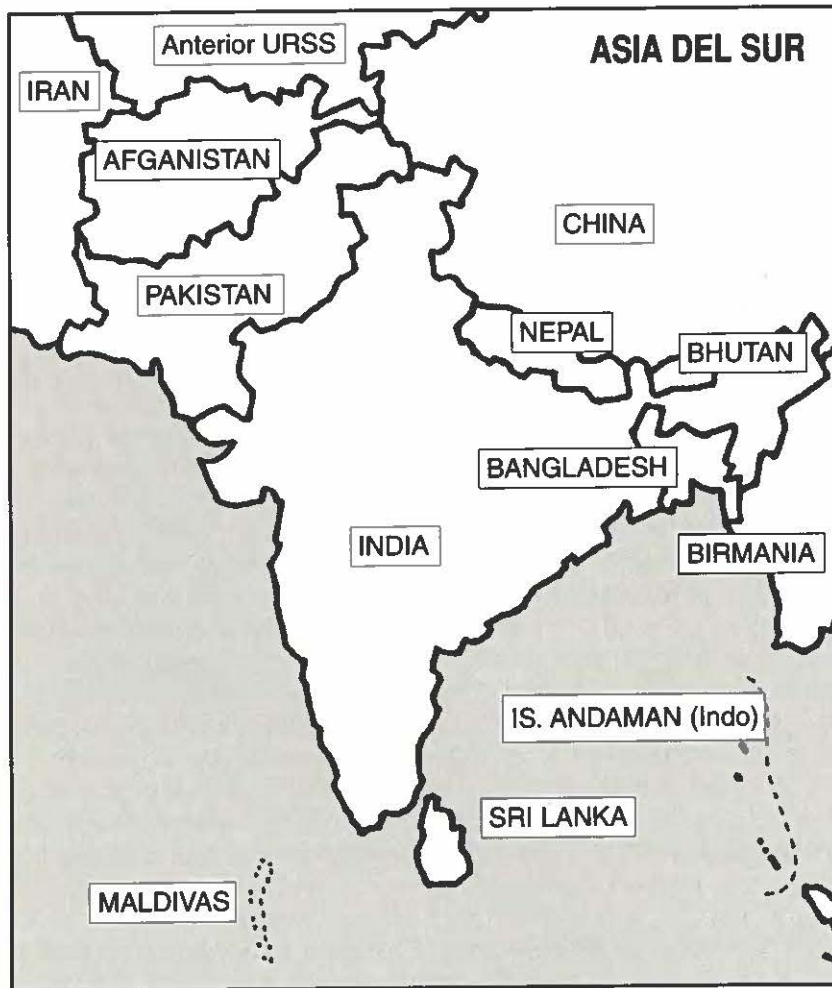 Anterior URSS
ASIA DEL SUR
IRAN
AFGANISTAN
CHINA
PAKISTAN
NEPAL
BHUTAN
BANGLADESH
INDIA
BIRMANIA
IS. ANDAMAN (Indo)
SRI LANKA
MALDIVAS